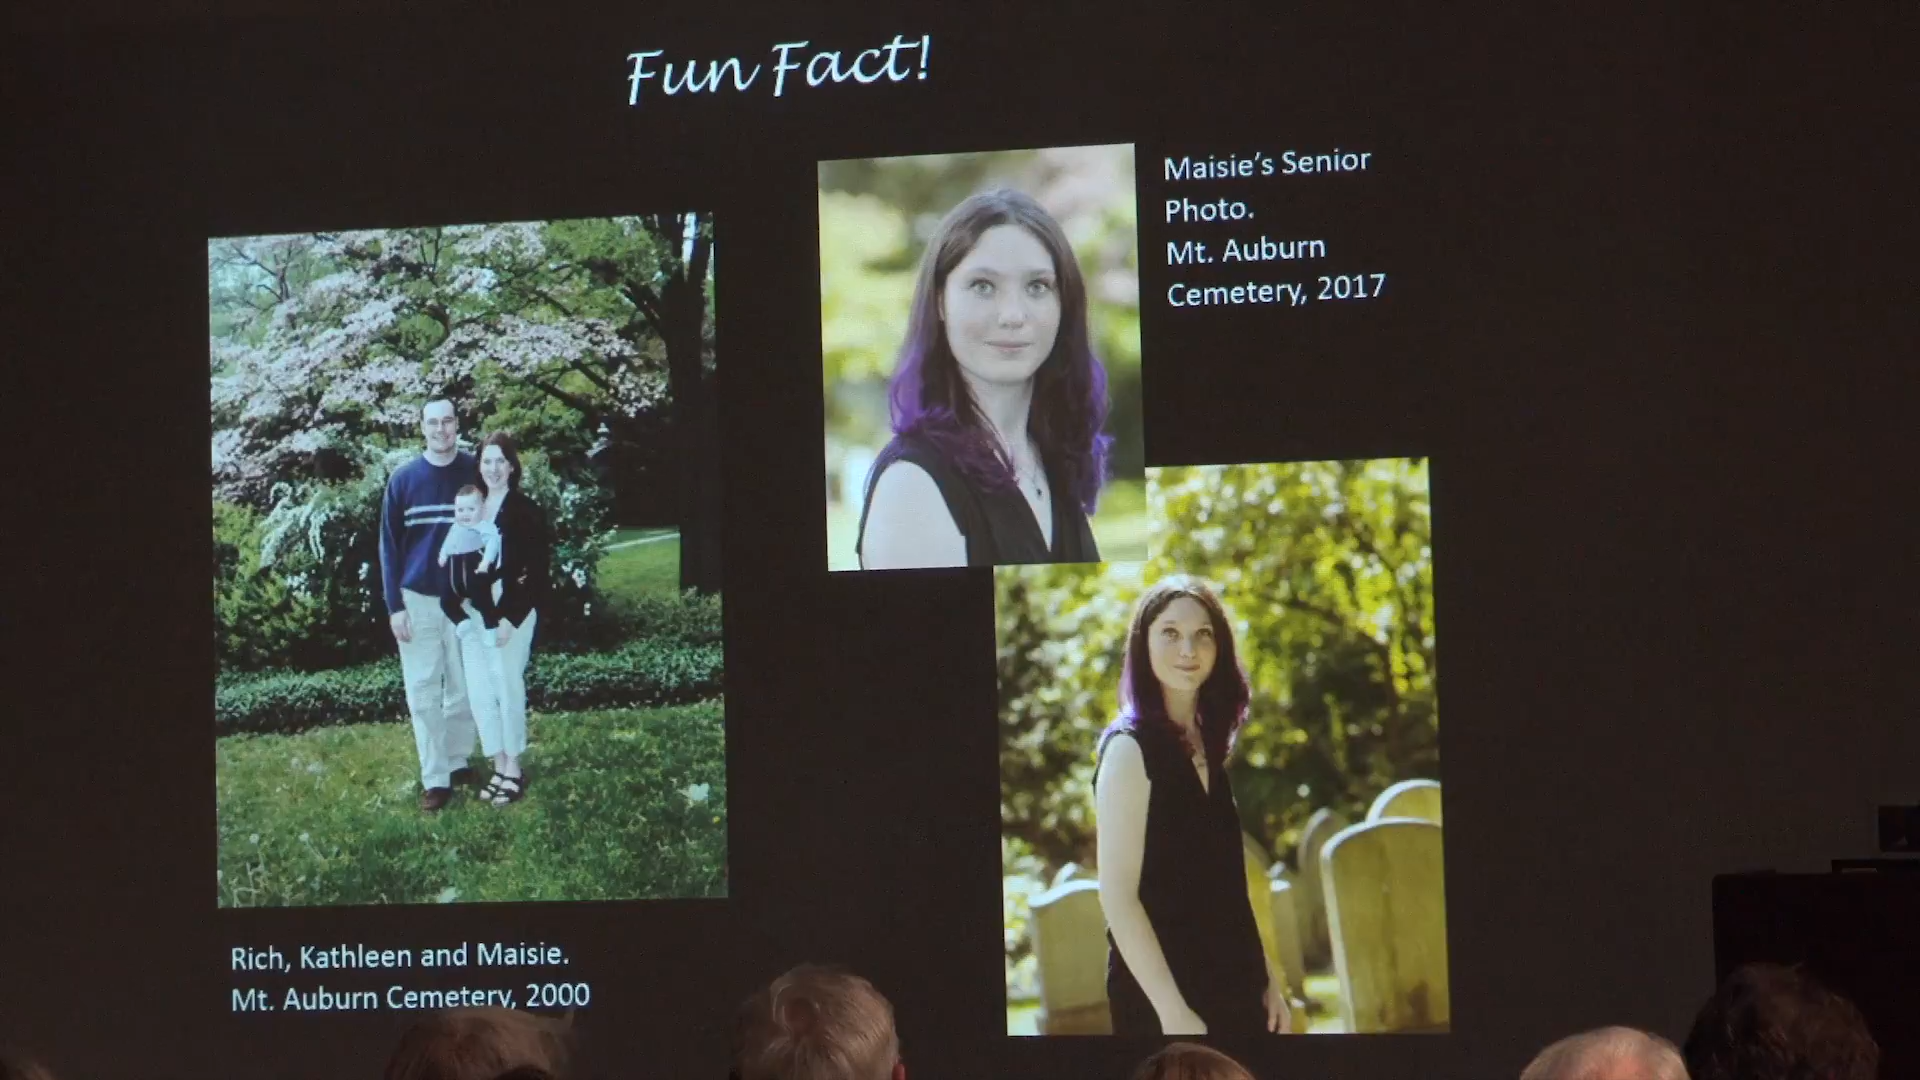 Fun Fact!
Maisie's Senior
Photo.
Mt. Auburn
Cemetery, 2017
Rich, Kathleen and Maisie.
Mt. Auburn Cemetery, 2000